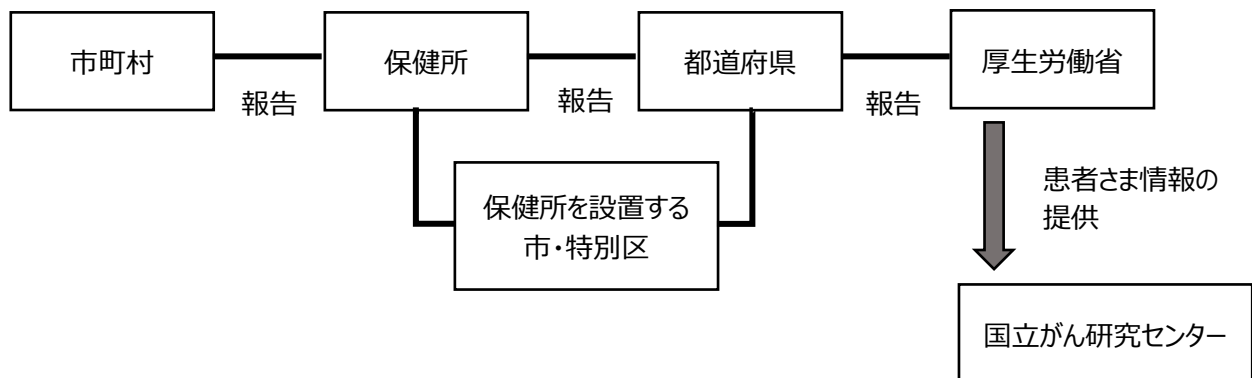 市町村
保健所
都道府県
厚生労働省
報告
報告
報告
保健所を設置する
市・特別区
患者さま情報の
提供
国立がん研究センター